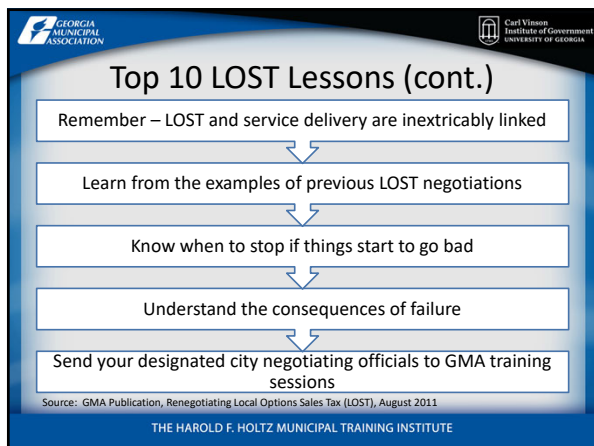 GEORGIA
MUNICIPAL
ASSOCIATION
Carl Vinson
Institute of Government
UNIVERSITY OF GEORGIA
Top 10 LOST Lessons (cont.)
Remember – LOST and service delivery are inextricably linked
Learn from the examples of previous LOST negotiations
Know when to stop if things start to go bad
Understand the consequences of failure
Send your designated city negotiating officials to GMA training
sessions
Source: GMA Publication, Renegotiating Local Options Sales Tax (LOST), August 2011
THE HAROLD F. HOLTZ MUNICIPAL TRAINING INSTITUTE